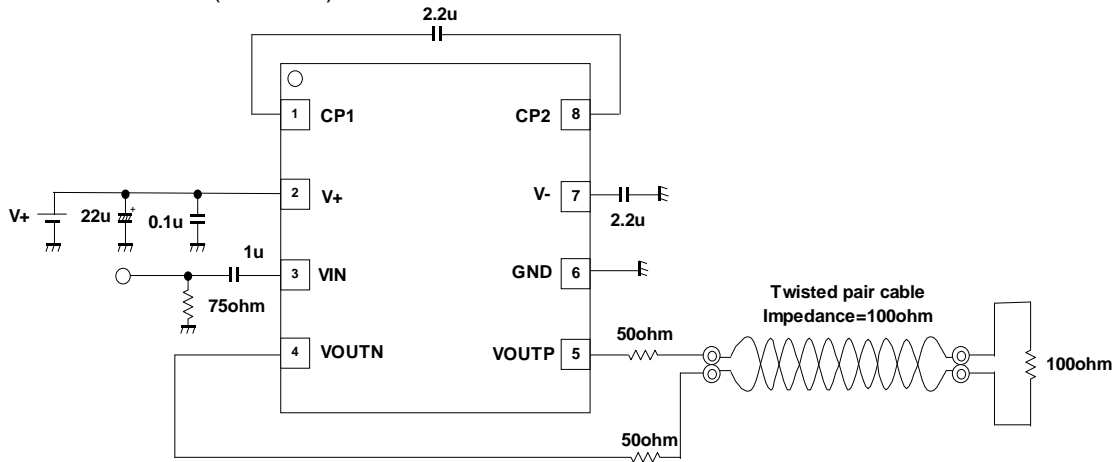 2.2u
1 CP1
CP2 8
2 V+
V- 7
V+
22u
+
0.1u
2.2u
1u
3 VIN
GND 6
75ohm
Twisted pair cable
Impedance=100ohm
4 VOUTN
VOUTP 5
50ohm
100ohm
50ohm